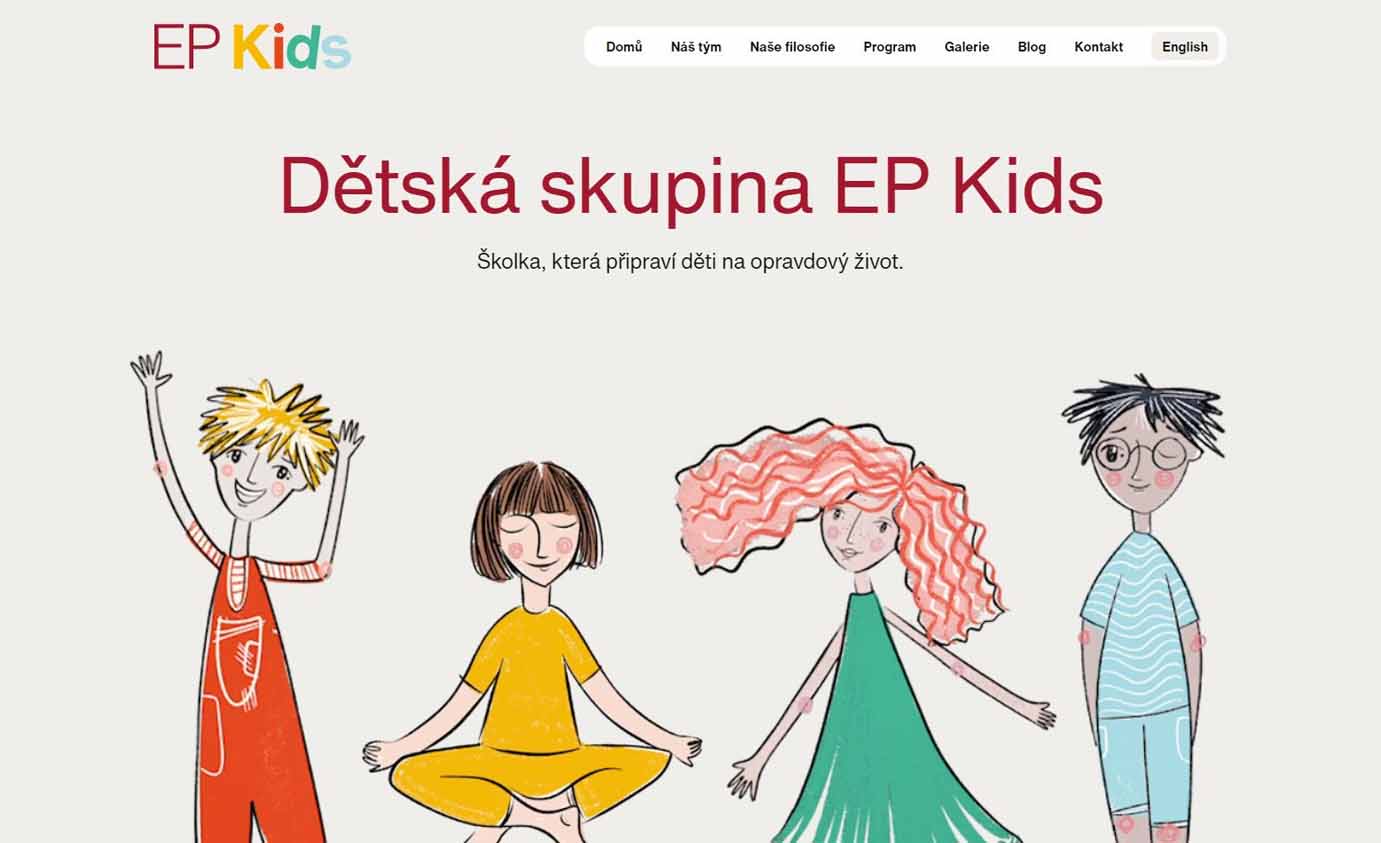 EP Kids
Domů Náš tým Naše filosofie Program Galerie Blog Kontakt English
Dětská skupina EP Kids
Školka, která připraví děti na opravdový život.